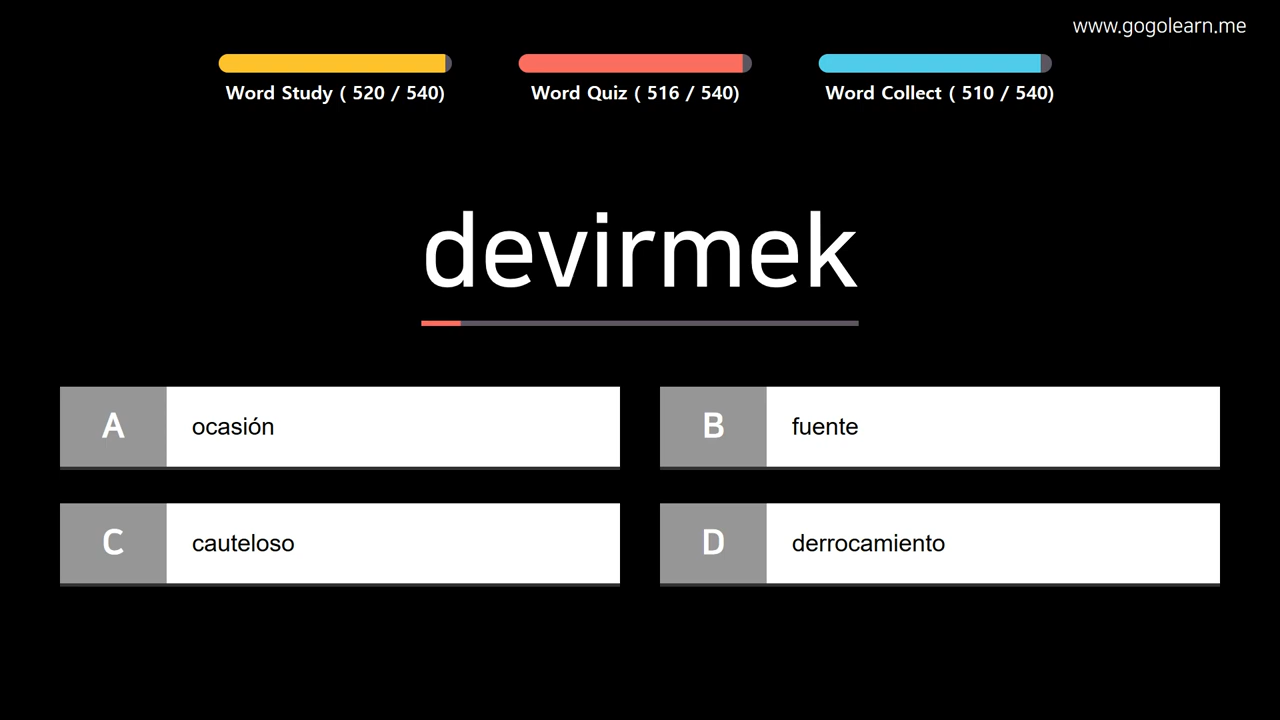 www.gogolearn.me
Word Study ( 520 / 540)
Word Quiz ( 516 / 540)
Word Collect ( 510 / 540)
devirmek
A ocasión
B fuente
C cauteloso
D derrocamiento